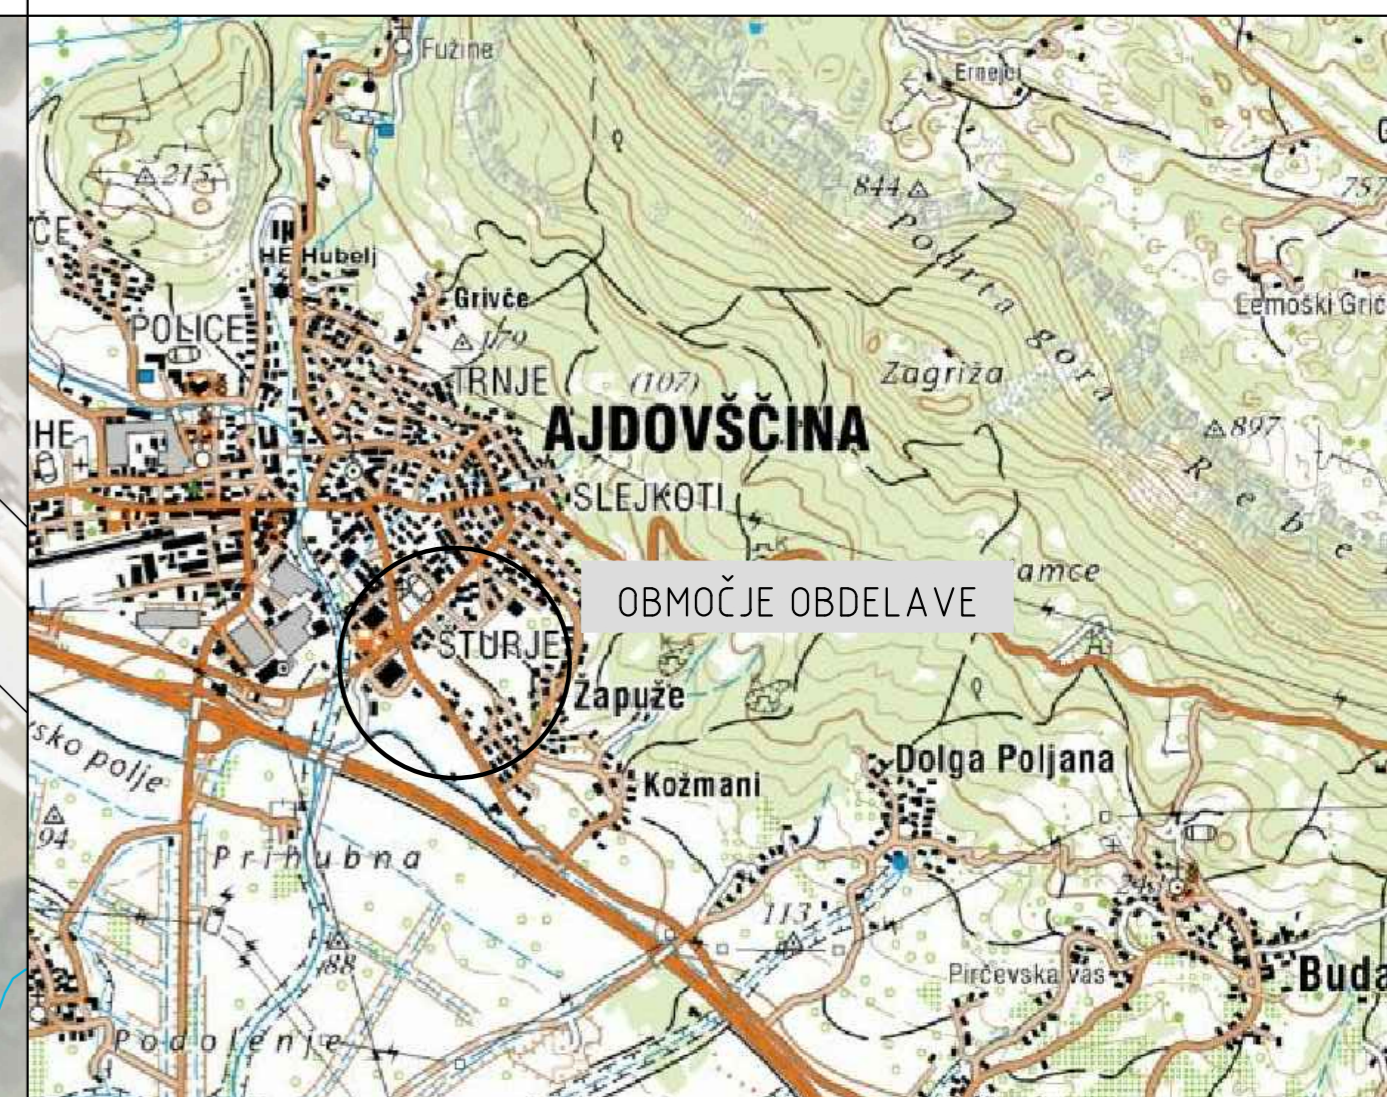 Fužine
Ernejci
215
844
757
ČE
HE Hubelj
Podrta gora
Grivče
Lemoški Grič
POLICE
179
TRNJE
(107)
Zagriža
AJDOVŠČINA
897
SLEJKOTI
Rebe
amce
OBMOČJE OBDELAVE
ŠTURJE
Žapuže
sko polje
Dolga Poljana
Kožmani
94
Prihubna
113
88
Pirčevska vas
Buda
Podolenje